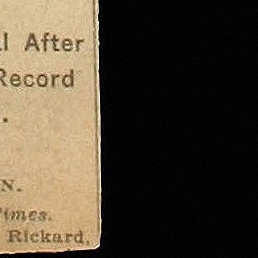 l After
Record
.
N.
Times.
Rickard.